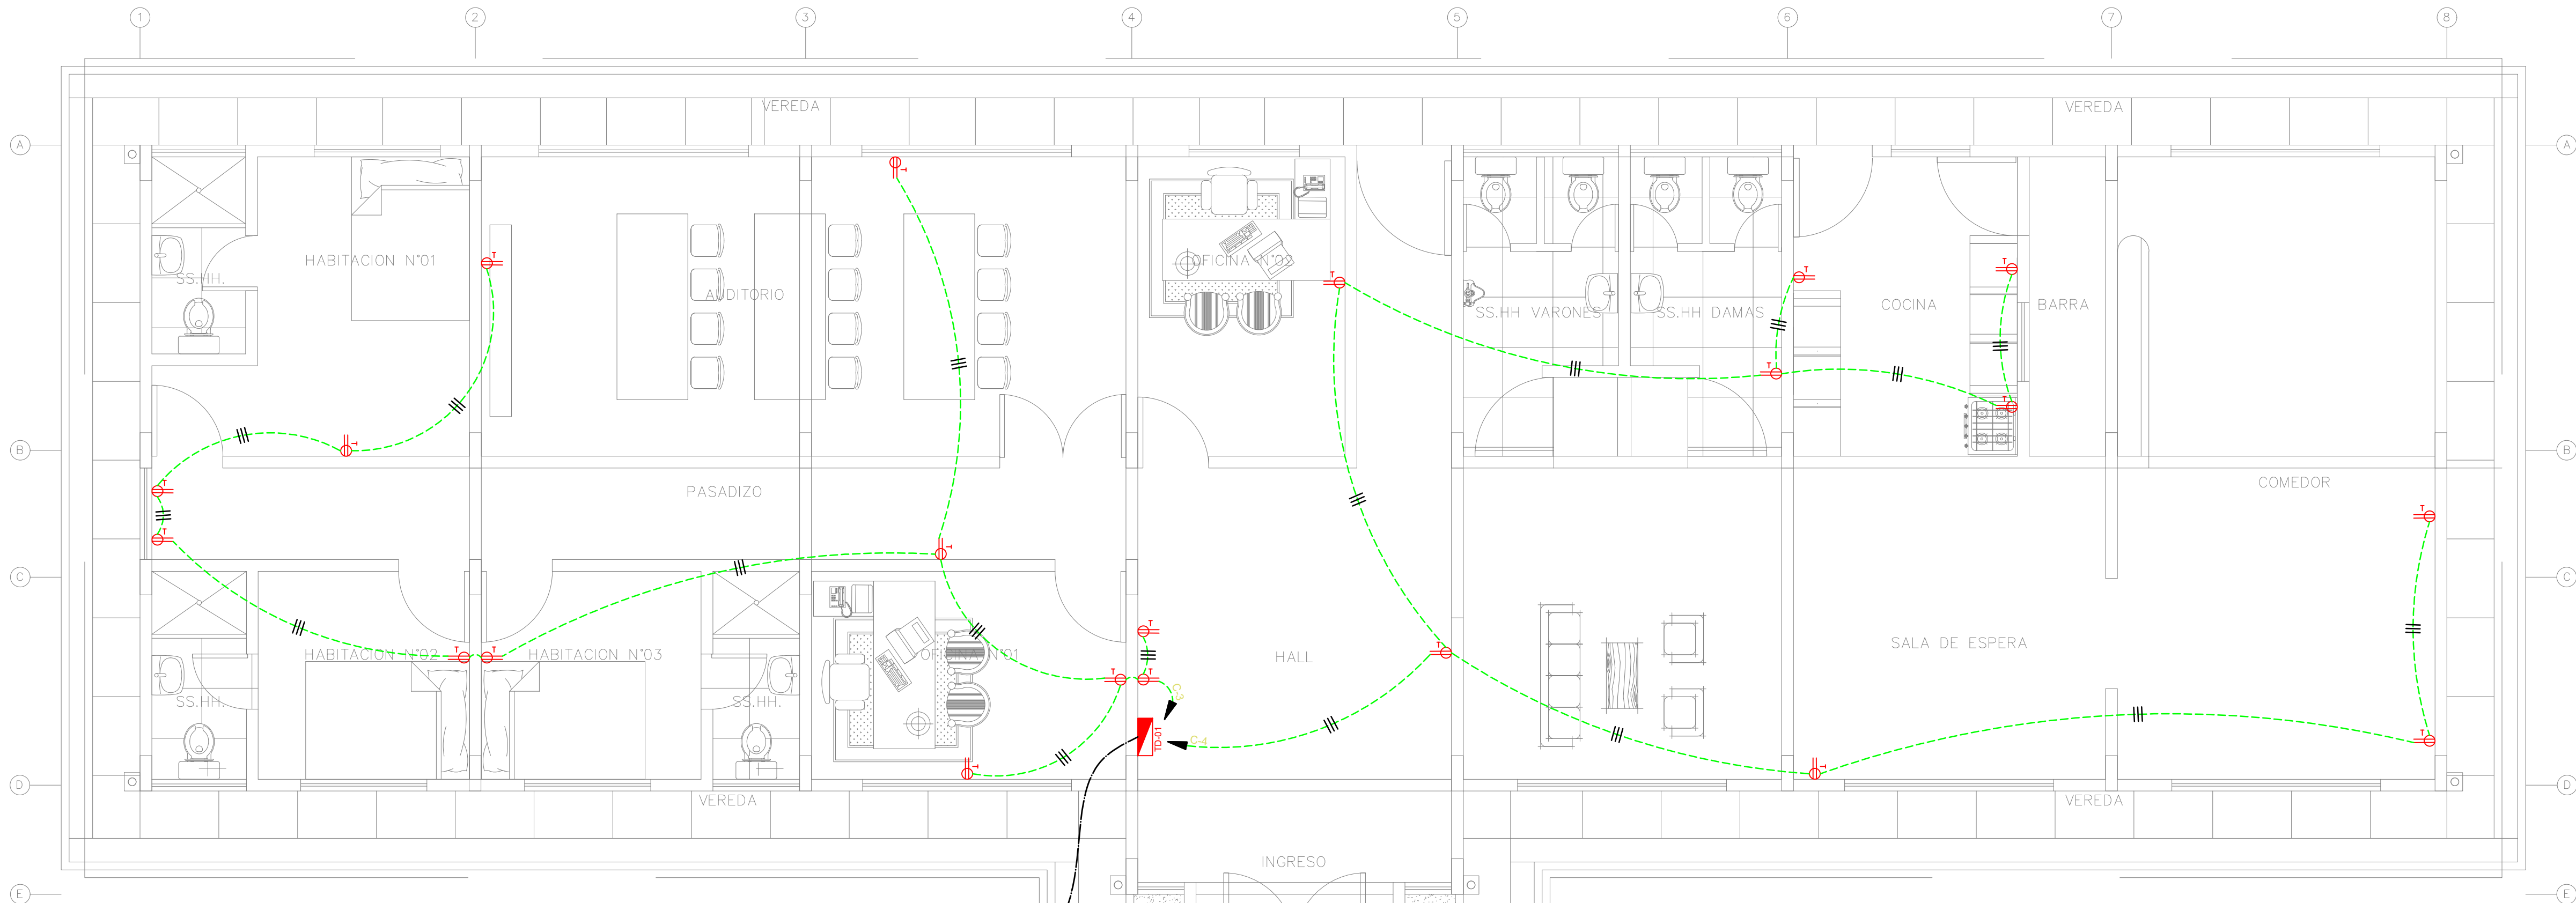 1 2 3 4 5 6 7 8
VEREDA VEREDA
A A
T
HABITACION N°01
T
T
SS.HH.
AUDITORIO
OFICINA N°02
T
SS.HH VARONES
SS.HH DAMAS
T
COCINA
T
BARRA
T
T
B B
T
T
PASADIZO
COMEDOR
T
T
T
C C
T
HALL
SALA DE ESPERA
T
HABITACION N°02
T
T
HABITACION N°03
OFICINA N°01
T
T
SS.HH.
SS.HH.
C-3
TD-01
C-4
T
T
T
D D
VEREDA VEREDA
INGRESO
E E